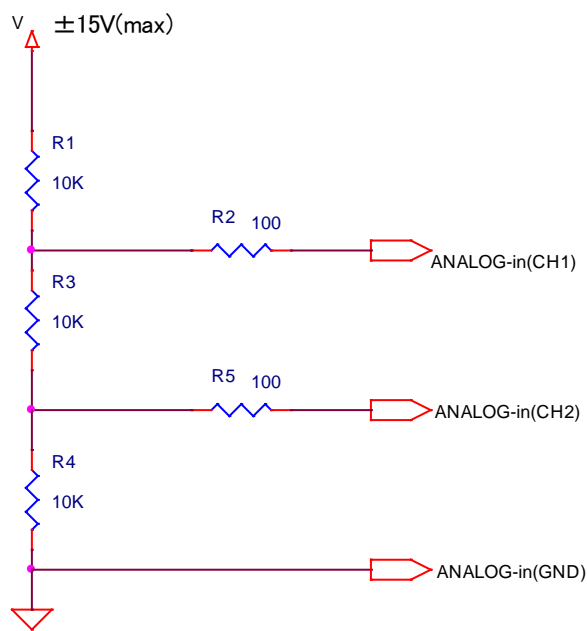 V ±15V(max)
R1
10K
R2 100
ANALOG-in(CH1)
R3
10K
R5 100
ANALOG-in(CH2)
R4
10K
ANALOG-in(GND)